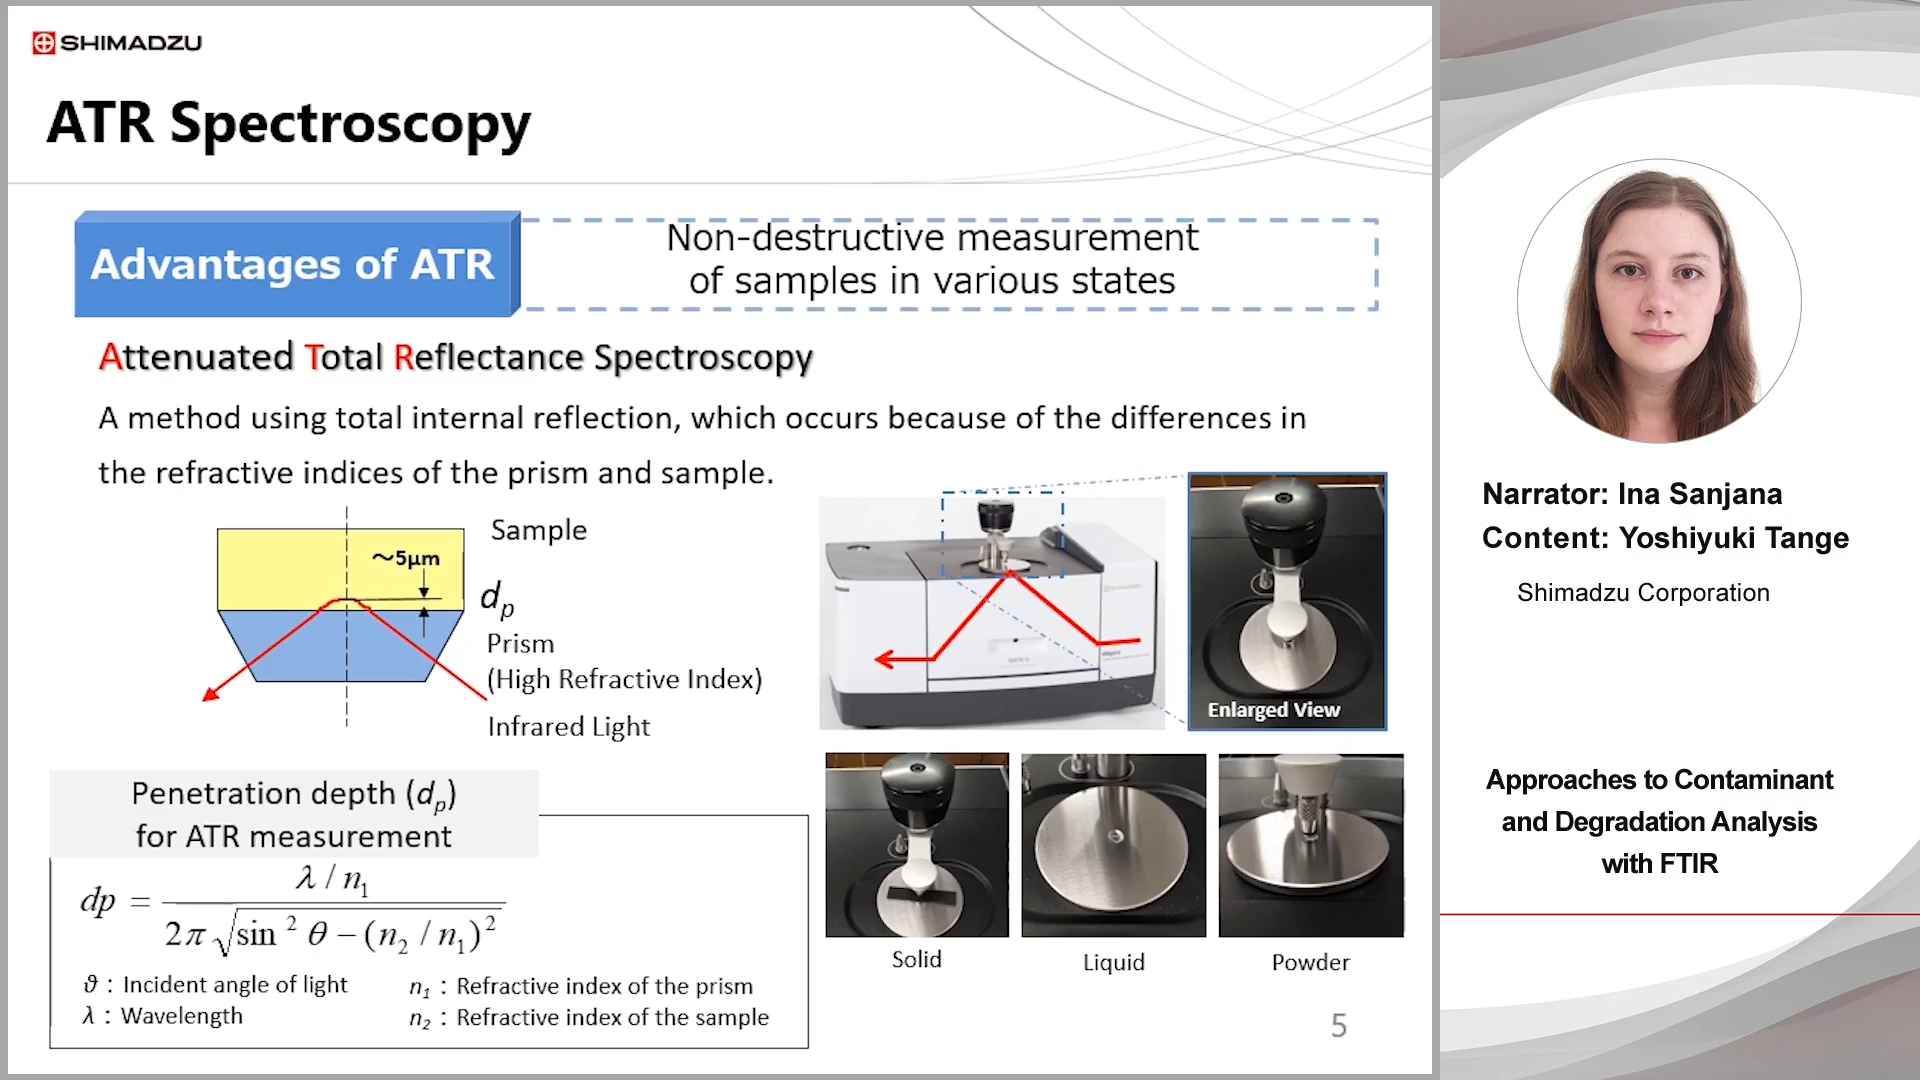 SHIMADZU
ATR Spectroscopy
Advantages of ATR
Non-destructive measurement
of samples in various states
Attenuated Total Reflectance Spectroscopy
A method using total internal reflection, which occurs because of the differences in
the refractive indices of the prism and sample.
Sample
～5μm
dp
Prism
(High Refractive Index)
Infrared Light
Enlarged View
Penetration depth (dp)
for ATR measurement
dp = λ / n1
2π √sin 2 θ − (n2 / n1) 2
ϑ : Incident angle of light
λ : Wavelength
n1 : Refractive index of the prism
n2 : Refractive index of the sample
Solid
Liquid
Powder
5
Narrator: Ina Sanjana
Content: Yoshiyuki Tange
Shimadzu Corporation
Approaches to Contaminant
and Degradation Analysis
with FTIR